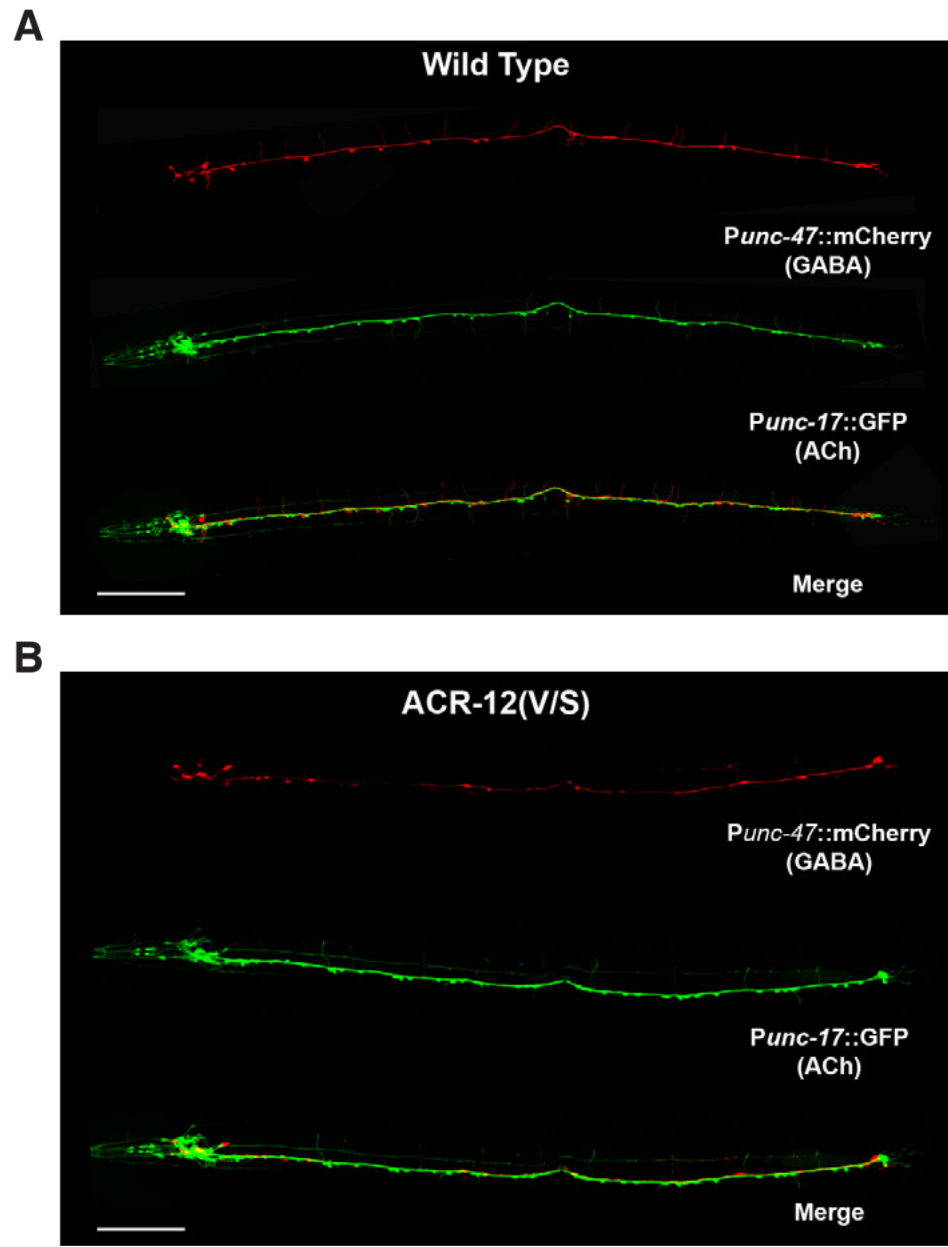 A
Wild Type
Punc-47::mCherry
(GABA)
Punc-17::GFP
(ACh)
Merge
B
ACR-12(V/S)
Punc-47::mCherry
(GABA)
Punc-17::GFP
(ACh)
Merge